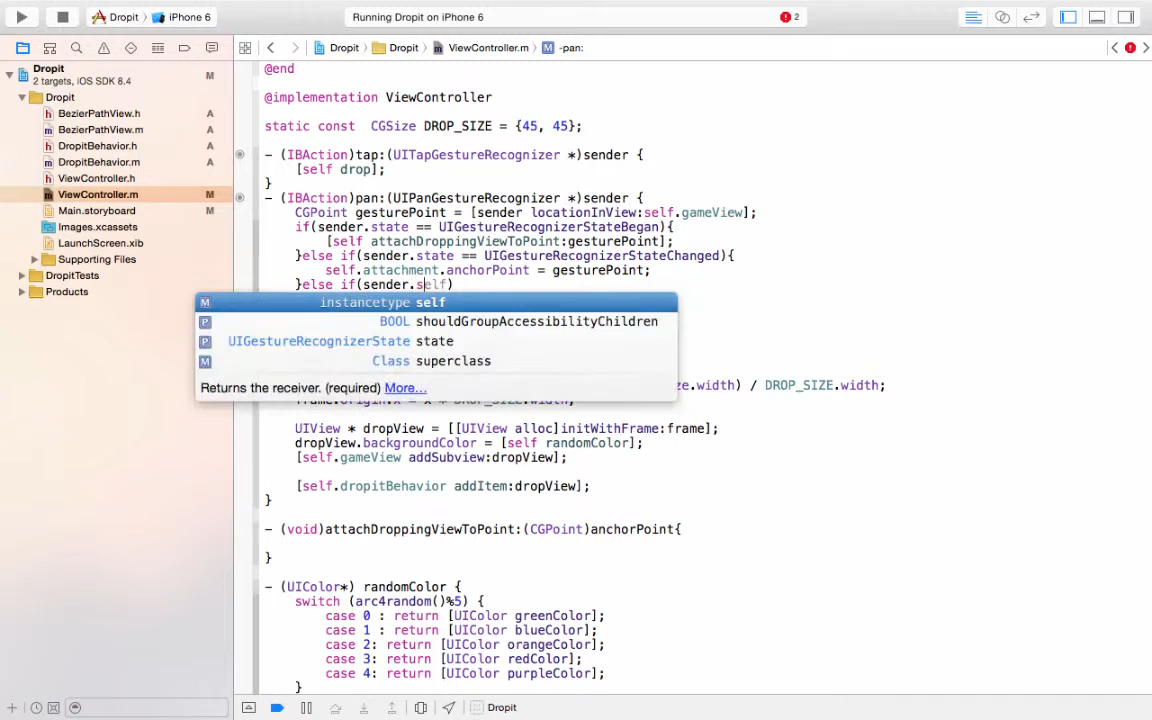 Dropit iPhone 6
Running Dropit on iPhone 6
2
Dropit Dropit ViewController.m M -pan:
Dropit M
2 targets, iOS SDK 8.4
Dropit
h BezierPathView.h A
m BezierPathView.m A
h DropitBehavior.h A
m DropitBehavior.m A
h ViewController.h
m ViewController.m M
Main.storyboard M
Images.xcassets
LaunchScreen.xib
Supporting Files
DropitTests
Products
@end
@implementation ViewController
static const CGSize DROP_SIZE = {45, 45};
- (IBAction)tap:(UITapGestureRecognizer *)sender {
[self drop];
}
- (IBAction)pan:(UIPanGestureRecognizer *)sender {
CGPoint gesturePoint = [sender locationInView:self.gameView];
if(sender.state == UIGestureRecognizerStateBegan){
[self attachDroppingViewToPoint:gesturePoint];
}else if(sender.state == UIGestureRecognizerStateChanged){
self.attachment.anchorPoint = gesturePoint;
}else if(sender.self)
M instancetype self
P BOOL shouldGroupAccessibilityChildren
P UIGestureRecognizerState state
M Class superclass
Returns the receiver. (required) More...
.width) / DROP_SIZE.width;
UIView * dropView = [[UIView alloc]initWithFrame:frame];
dropView.backgroundColor = [self randomColor];
[self.gameView addSubview:dropView];
[self.dropitBehavior addItem:dropView];
}
- (void)attachDroppingViewToPoint:(CGPoint)anchorPoint{
}
- (UIColor*) randomColor {
switch (arc4random()%5) {
case 0 : return [UIColor greenColor];
case 1 : return [UIColor blueColor];
case 2: return [UIColor orangeColor];
case 3: return [UIColor redColor];
case 4: return [UIColor purpleColor];
}
Dropit